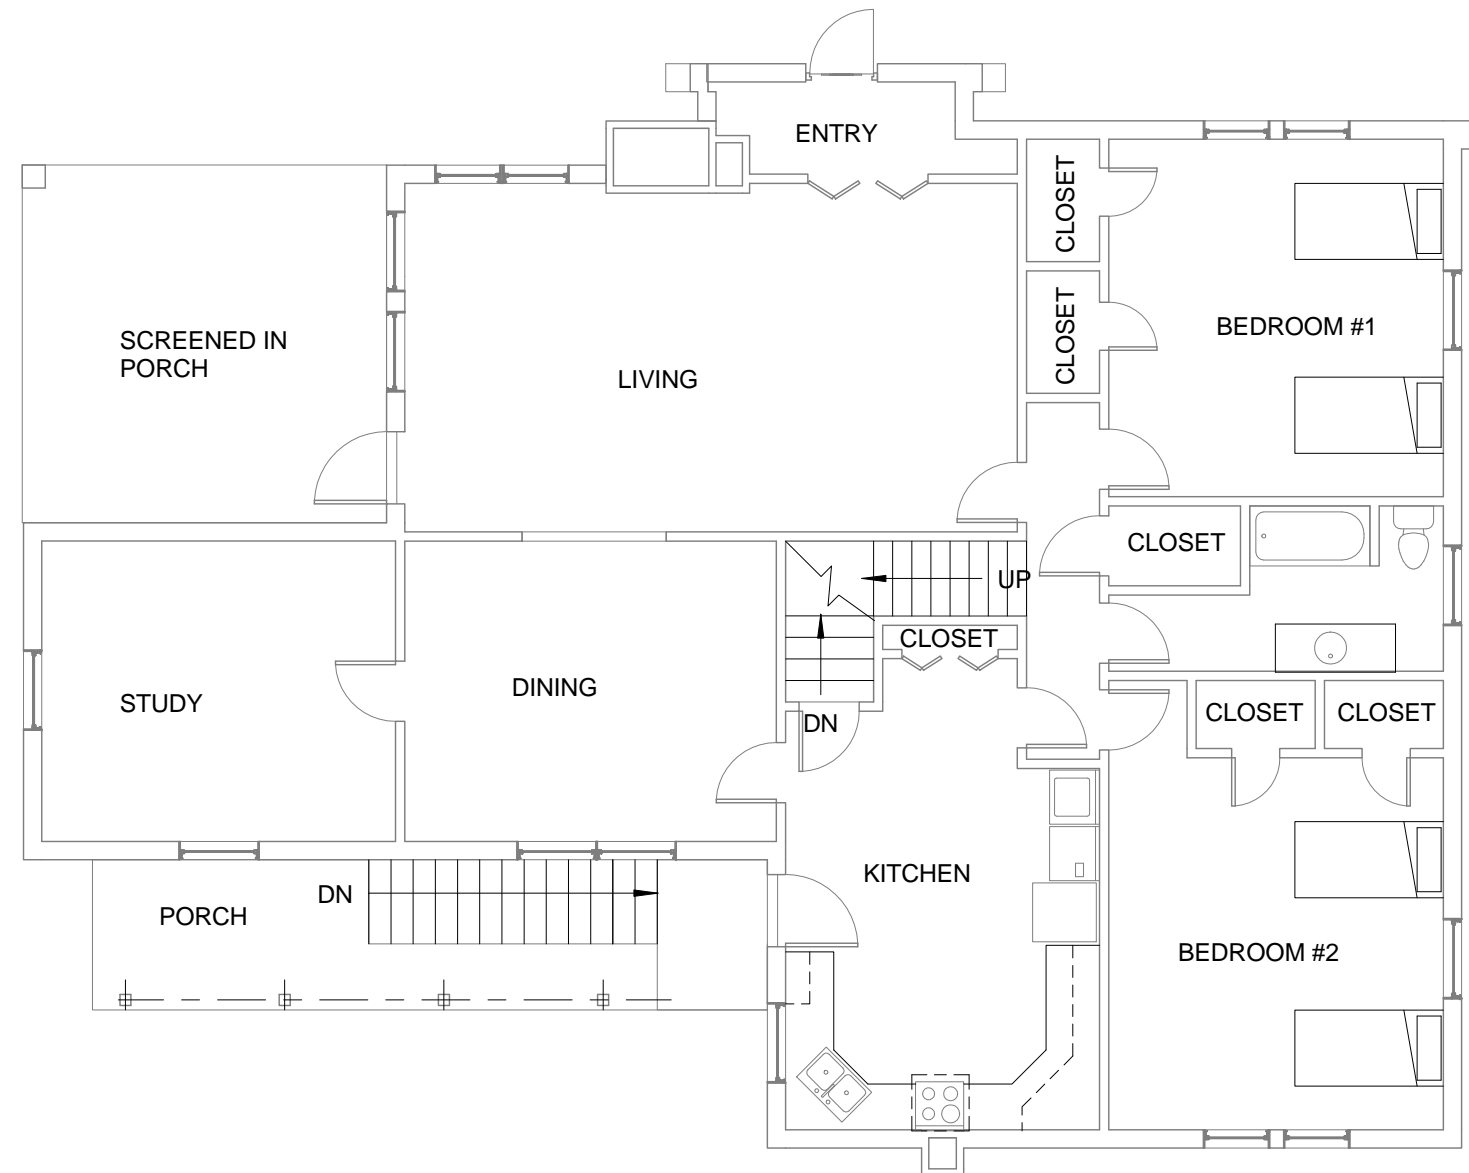 ENTRY
CLOSET
SCREENED IN
PORCH
CLOSET
BEDROOM #1
LIVING
CLOSET
UP
CLOSET
STUDY
DINING
DN
CLOSET
CLOSET
KITCHEN
DN
PORCH
BEDROOM #2